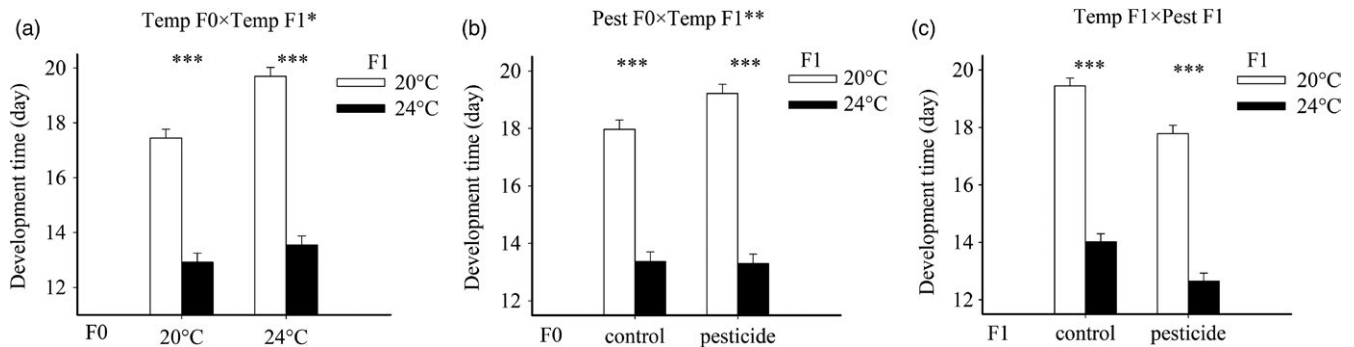 (a)
Temp F0×Temp F1*
Development time (day)
20
18
16
14
13
12
***
***
F1
20°C
24°C
F0
20°C
24°C
(b)
Pest F0×Temp F1**
Development time (day)
20
18
16
14
12
***
***
F1
20°C
24°C
F0
control
pesticide
(c)
Temp F1×Pest F1
Development time (day)
20
18
16
14
12
***
***
F1
20°C
24°C
F1
control
pesticide